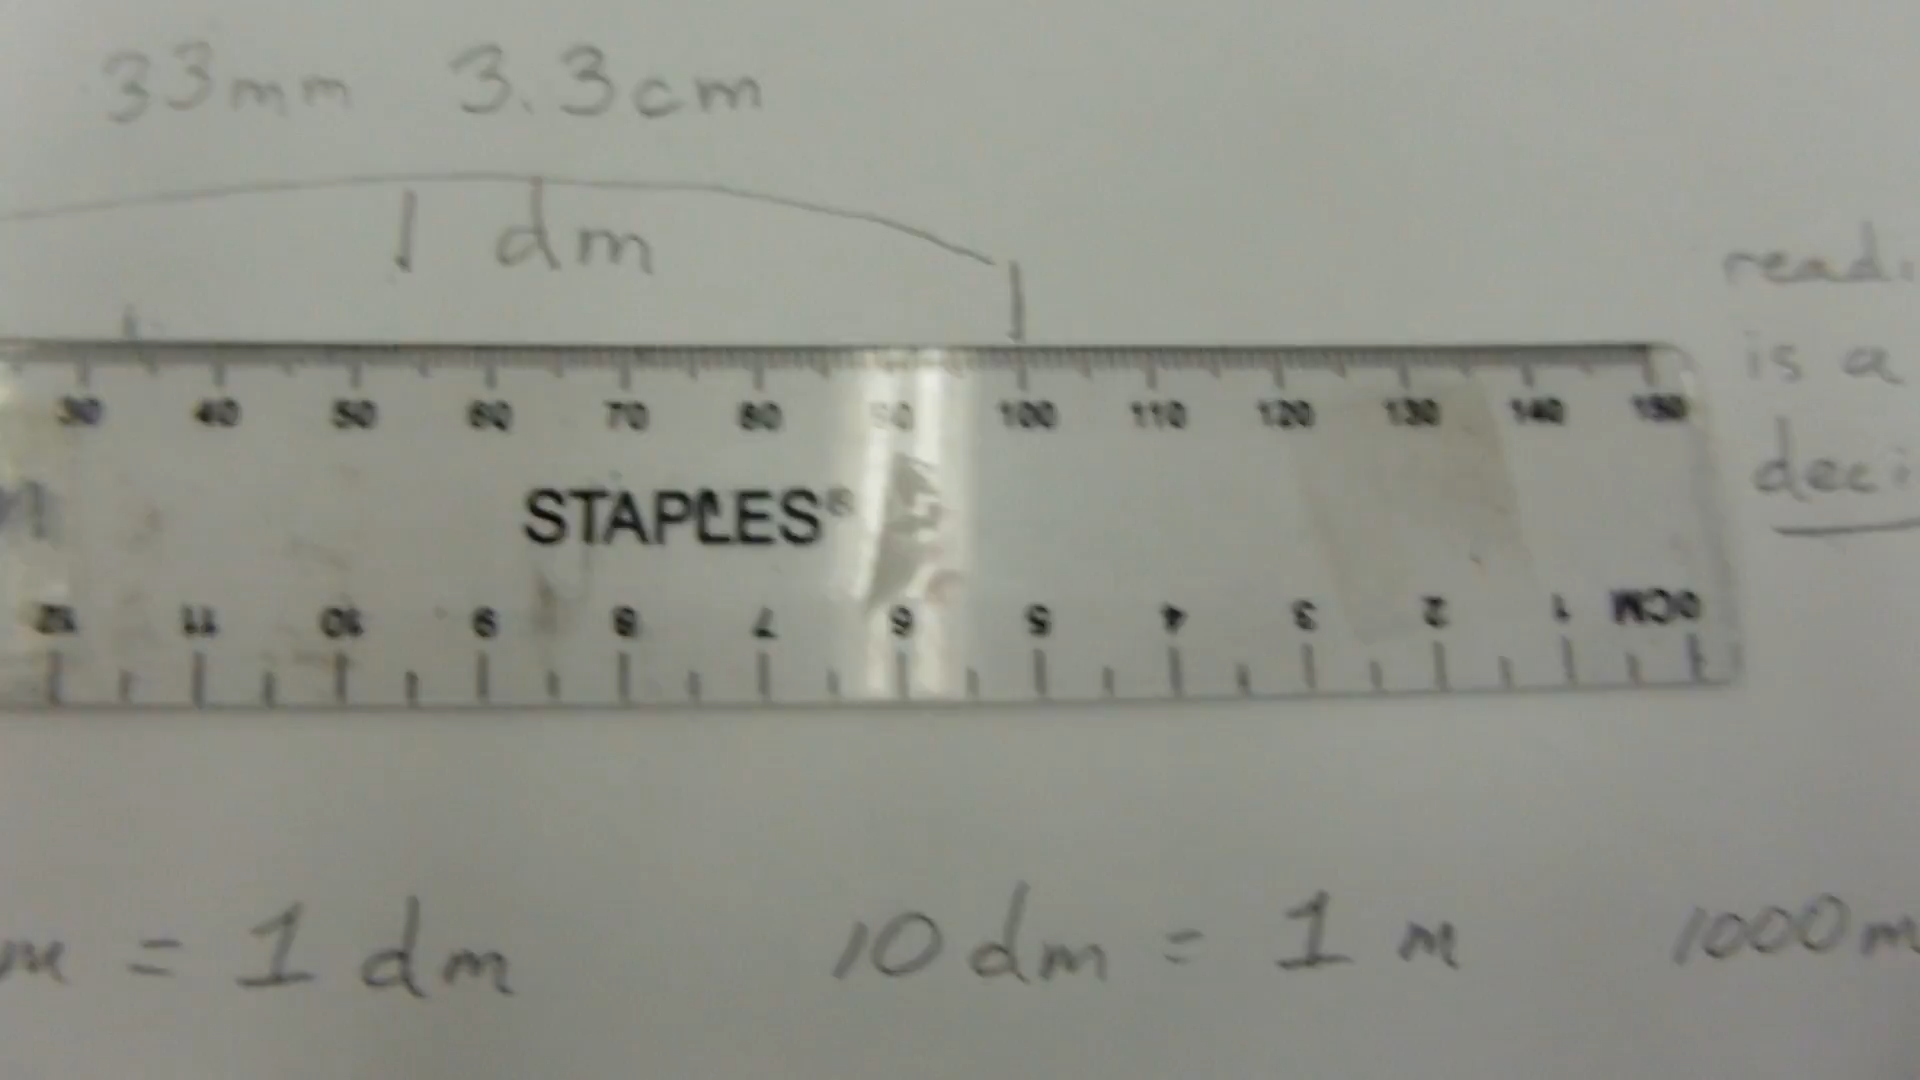 33mm 3.3cm
1 dm
is a
30 40 50 60 70 80 90 100 110 120 130 140 150
STAPLES®
12 11 10 9 8 7 6 5 4 3 2 1 0CM
= 1 dm 10 dm = 1 m